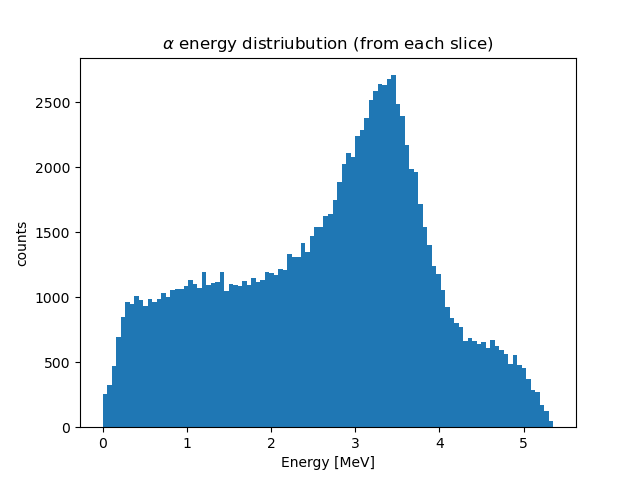 α energy distriubution (from each slice)
2500
2000
1500
1000
500
0
counts
0 1 2 3 4 5
Energy [MeV]